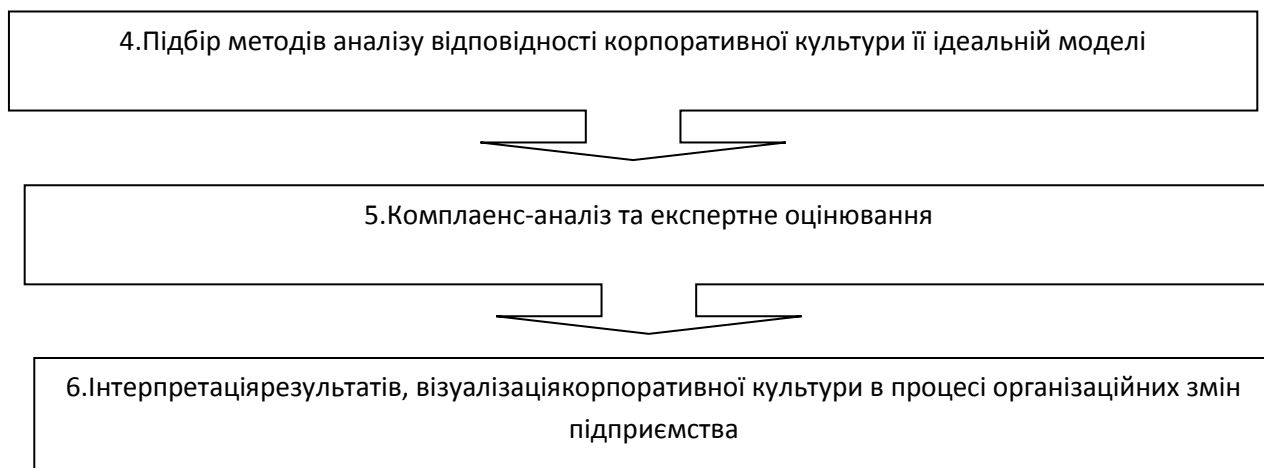 4.Підбір методів аналізу відповідності корпоративної культури її ідеальній моделі
5.Комплаенс-аналіз та експертне оцінювання
6.Інтерпретаціярезультатів, візуалізаціякорпоративної культури в процесі організаційних змін
підприємства